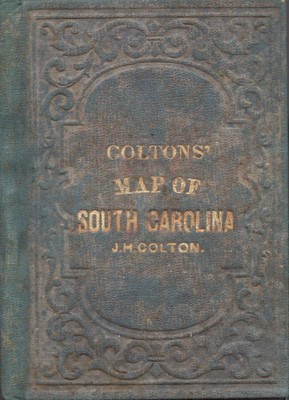 COLTONS'
MAP OF
SOUTH CAROLINA
J.H.COLTON.